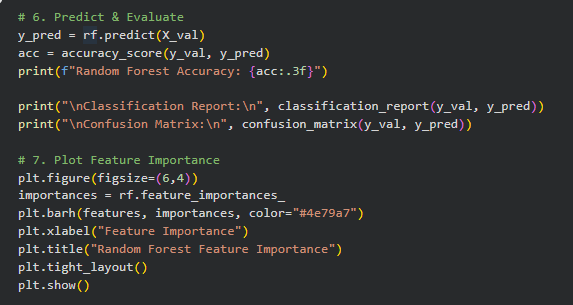 # 6. Predict & Evaluate
y_pred = rf.predict(X_val)
acc = accuracy_score(y_val, y_pred)
print(f"Random Forest Accuracy: {acc:.3f}")
print("\nClassification Report:\n", classification_report(y_val, y_pred))
print("\nConfusion Matrix:\n", confusion_matrix(y_val, y_pred))
# 7. Plot Feature Importance
plt.figure(figsize=(6,4))
importances = rf.feature_importances_
plt.barh(features, importances, color="#4e79a7")
plt.xlabel("Feature Importance")
plt.title("Random Forest Feature Importance")
plt.tight_layout()
plt.show()